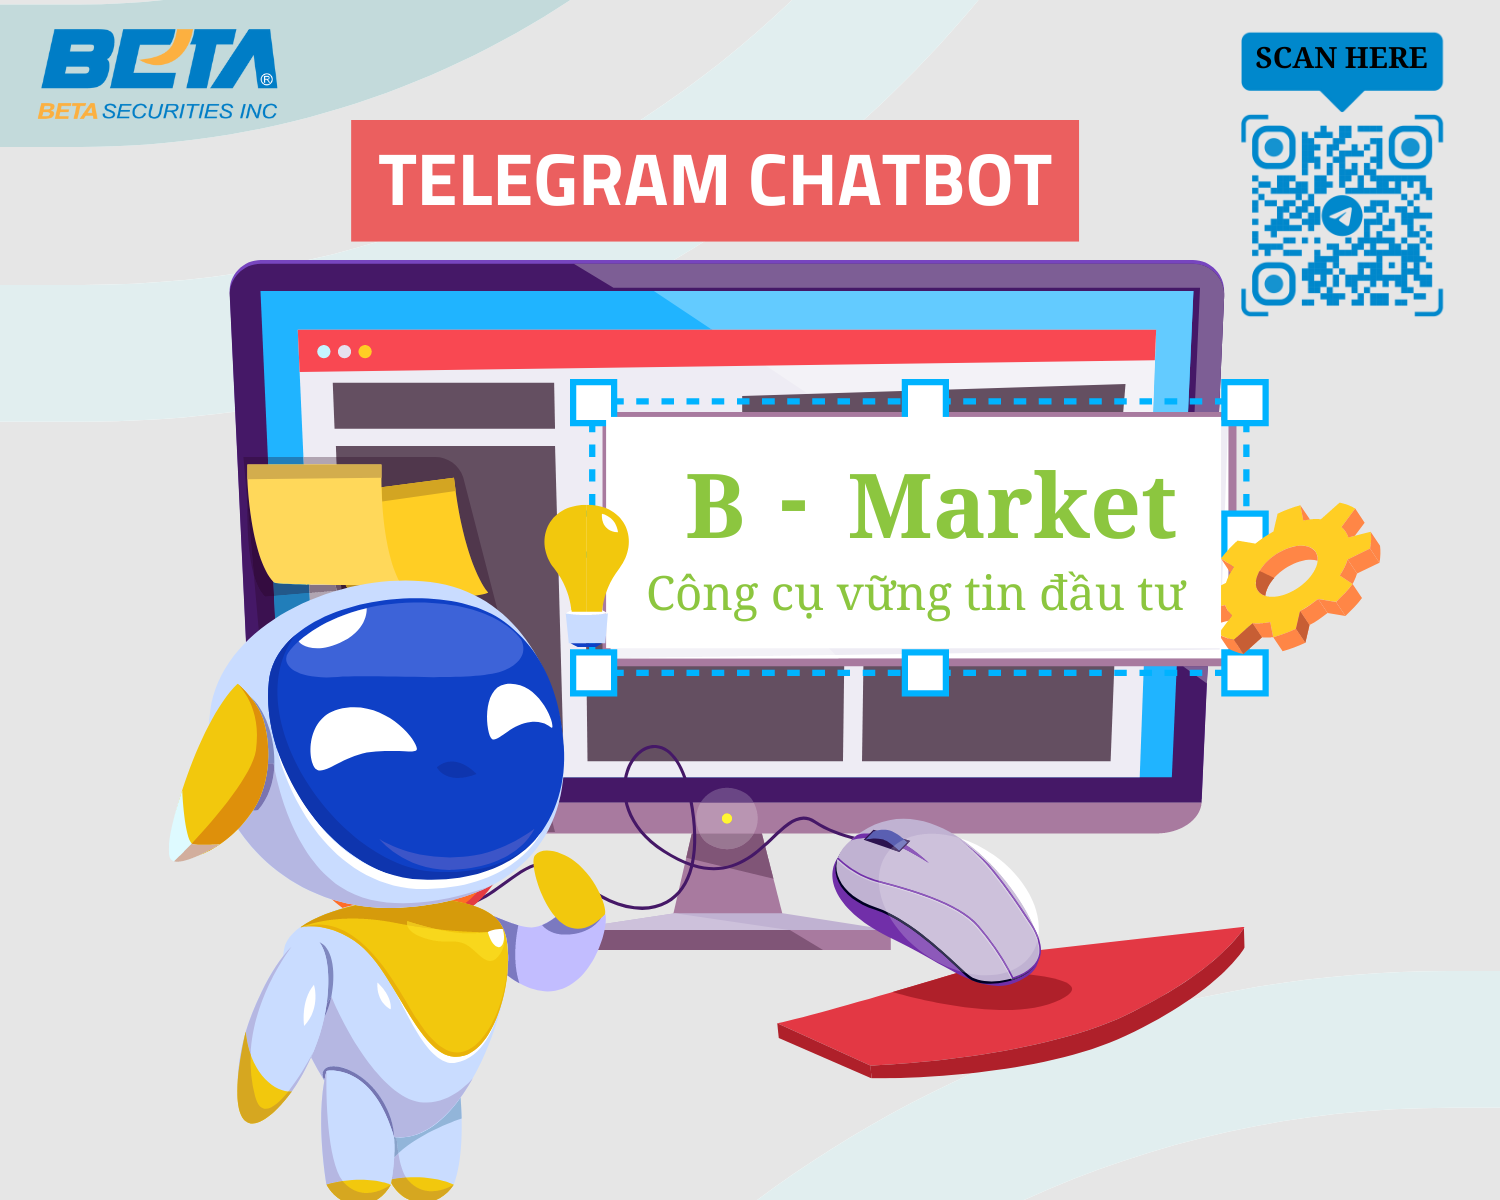 BETA®
BETA SECURITIES INC
SCAN HERE
TELEGRAM CHATBOT
B - Market
Công cụ vững tin đầu tư